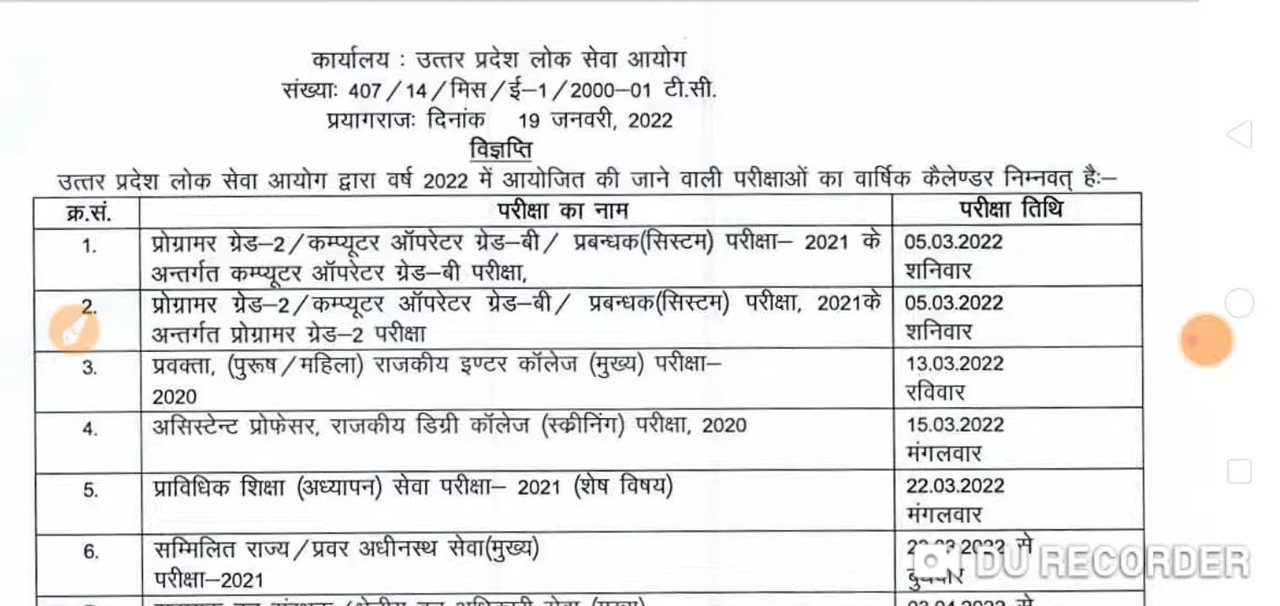 कार्यालय : उत्तर प्रदेश लोक सेवा आयोग
संख्याः 407/14/मिस/ई–1/2000–01 टी.सी.
प्रयागराजः दिनांक 19 जनवरी, 2022
विज्ञप्ति
उत्तर प्रदेश लोक सेवा आयोग द्वारा वर्ष 2022 में आयोजित की जाने वाली परीक्षाओं का वार्षिक कैलेण्डर निम्नवत् हैः–
क्र.सं. परीक्षा का नाम परीक्षा तिथि
1. प्रोग्रामर ग्रेड–2/कम्प्यूटर ऑपरेटर ग्रेड–बी/ प्रबन्धक(सिस्टम) परीक्षा– 2021 के 05.03.2022
अन्तर्गत कम्प्यूटर ऑपरेटर ग्रेड–बी परीक्षा, शनिवार
2. प्रोग्रामर ग्रेड–2/कम्प्यूटर ऑपरेटर ग्रेड–बी/ प्रबन्धक(सिस्टम) परीक्षा, 2021के 05.03.2022
अन्तर्गत प्रोग्रामर ग्रेड–2 परीक्षा शनिवार
3. प्रवक्ता, (पुरूष/महिला) राजकीय इण्टर कॉलेज (मुख्य) परीक्षा– 13.03.2022
2020 रविवार
4. असिस्टेन्ट प्रोफेसर, राजकीय डिग्री कॉलेज (स्क्रीनिंग) परीक्षा, 2020 15.03.2022
मंगलवार
5. प्राविधिक शिक्षा (अध्यापन) सेवा परीक्षा– 2021 (शेष विषय) 22.03.2022
मंगलवार
6. सम्मिलित राज्य/प्रवर अधीनस्थ सेवा(मुख्य) से
परीक्षा–2021
DU RECORDER